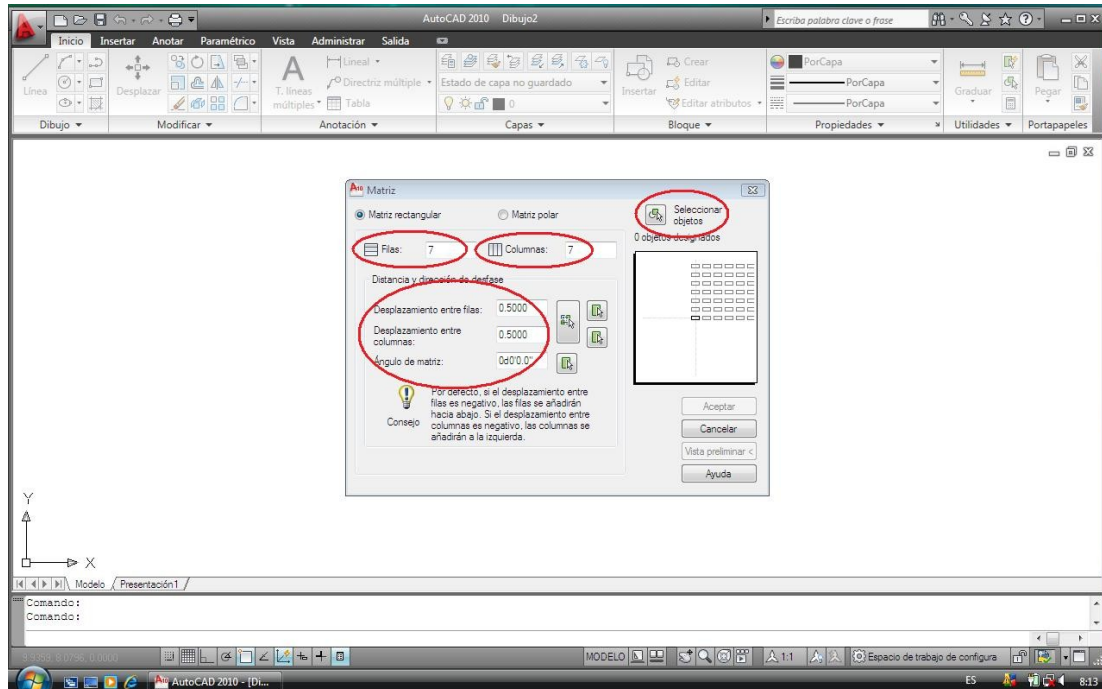 AutoCAD 2010 Dibujo2
Escriba palabra clave o frase
Inicio Insertar Anotar Paramétrico Vista Administrar Salida
Línea
Desplazar
A
T. líneas múltiples
Lineal
Directriz múltiple
Tabla
Estado de capa no guardado
0
Insertar
Crear
Editar
Editar atributos
PorCapa
PorCapa
PorCapa
Graduar
Pegar
Dibujo Modificar Anotación Capas Bloque Propiedades Utilidades Portapapeles
Matriz
Matriz rectangular Matriz polar
Seleccionar
objetos
0 objetos designados
Filas: 7 Columnas: 7
Distancia y dirección de desfase
Desplazamiento entre filas: 0.5000
Desplazamiento entre
columnas: 0.5000
Ángulo de matriz: 0d0'0.0"
Consejo
Por defecto, si el desplazamiento entre
filas es negativo, las filas se añadirán
hacia abajo. Si el desplazamiento entre
columnas es negativo, las columnas se
añadirán a la izquierda.
Aceptar
Cancelar
Vista preliminar <
Ayuda
Y
X
Modelo Presentación1
Comando:
Comando:
MODELO 1:1 Espacio de trabajo de configura
AutoCAD 2010 - [Di... ES 8:13